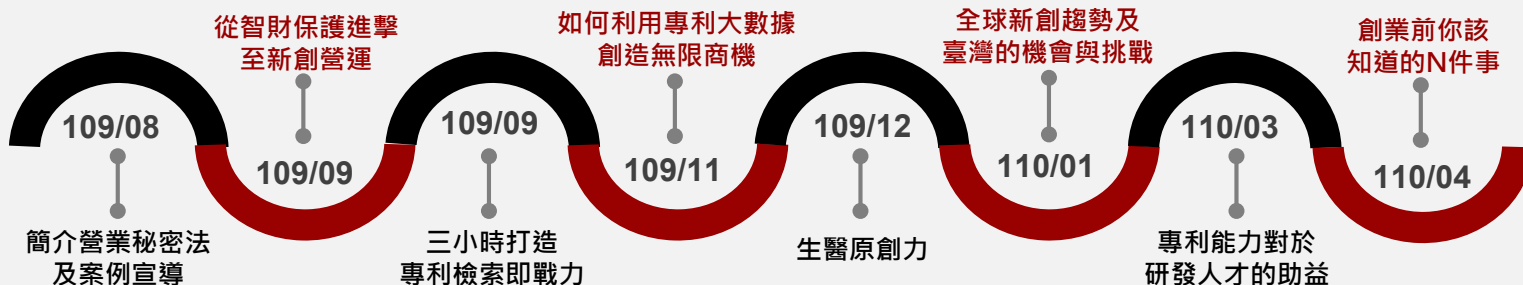 109/08
簡介營業秘密法
及案例宣導
從智財保護進擊
至新創營運
109/09
109/09
三小時打造
專利檢索即戰力
如何利用專利大數據
創造無限商機
109/11
109/12
生醫原創力
全球新創趨勢及
臺灣的機會與挑戰
110/01
110/03
專利能力對於
研發人才的助益
創業前你該
知道的N件事
110/04